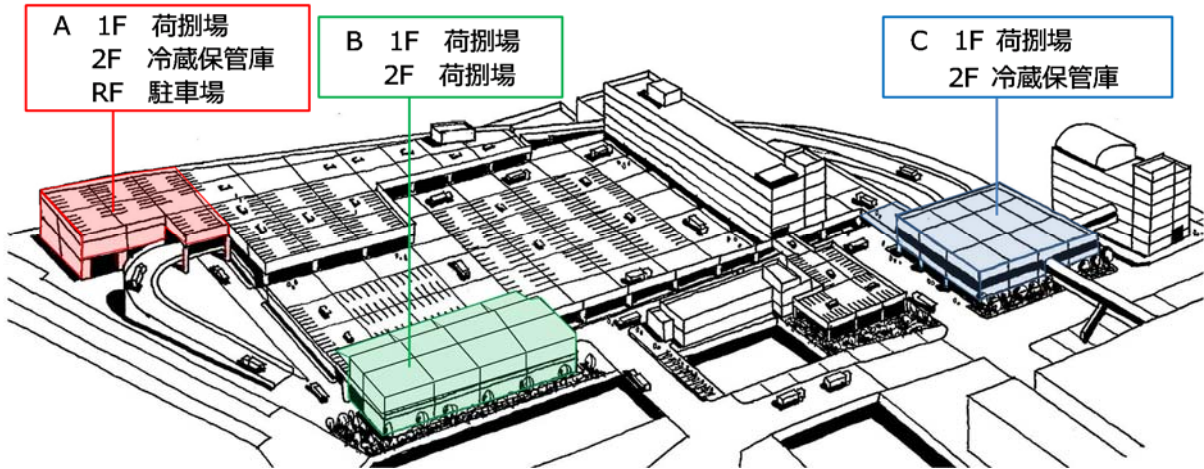 A 1F 荷捌場
2F 冷蔵保管庫
RF 駐車場
B 1F 荷捌場
2F 荷捌場
C 1F 荷捌場
2F 冷蔵保管庫